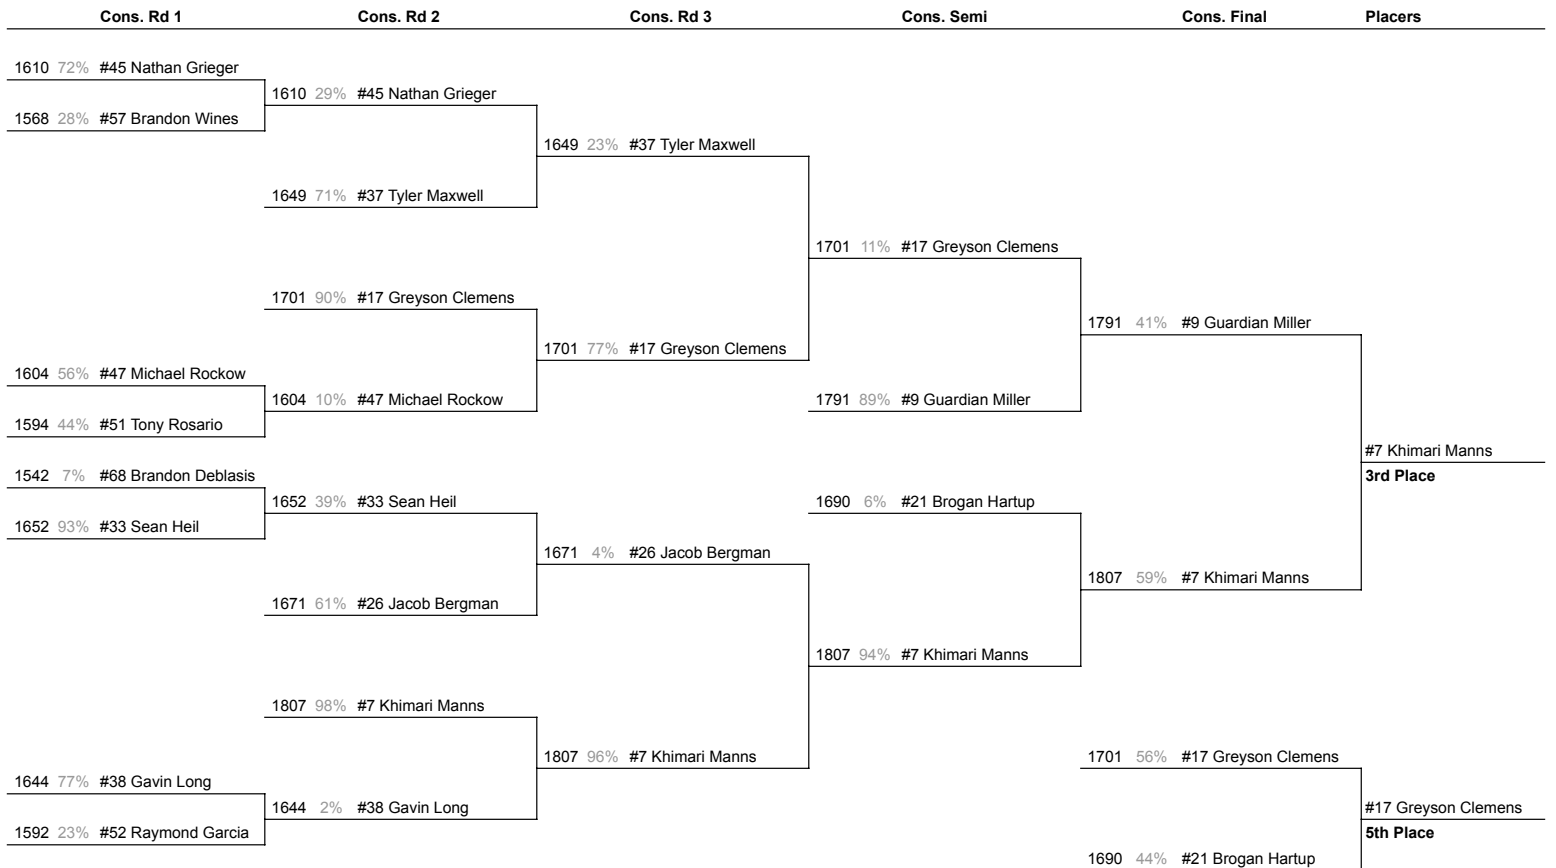 Cons. Rd 1 Cons. Rd 2 Cons. Rd 3 Cons. Semi Cons. Final Placers
1610 72% #45 Nathan Grieger
1610 29% #45 Nathan Grieger
1568 28% #57 Brandon Wines
1649 23% #37 Tyler Maxwell
1649 71% #37 Tyler Maxwell
1701 11% #17 Greyson Clemens
1701 90% #17 Greyson Clemens
1791 41% #9 Guardian Miller
1701 77% #17 Greyson Clemens
1604 56% #47 Michael Rockow
1604 10% #47 Michael Rockow
1791 89% #9 Guardian Miller
1594 44% #51 Tony Rosario
#7 Khimari Manns
1542 7% #68 Brandon Deblasis
3rd Place
1652 39% #33 Sean Heil
1690 6% #21 Brogan Hartup
1652 93% #33 Sean Heil
1671 4% #26 Jacob Bergman
1807 59% #7 Khimari Manns
1671 61% #26 Jacob Bergman
1807 94% #7 Khimari Manns
1807 98% #7 Khimari Manns
1807 96% #7 Khimari Manns
1701 56% #17 Greyson Clemens
1644 77% #38 Gavin Long
1644 2% #38 Gavin Long
#17 Greyson Clemens
1592 23% #52 Raymond Garcia
5th Place
1690 44% #21 Brogan Hartup